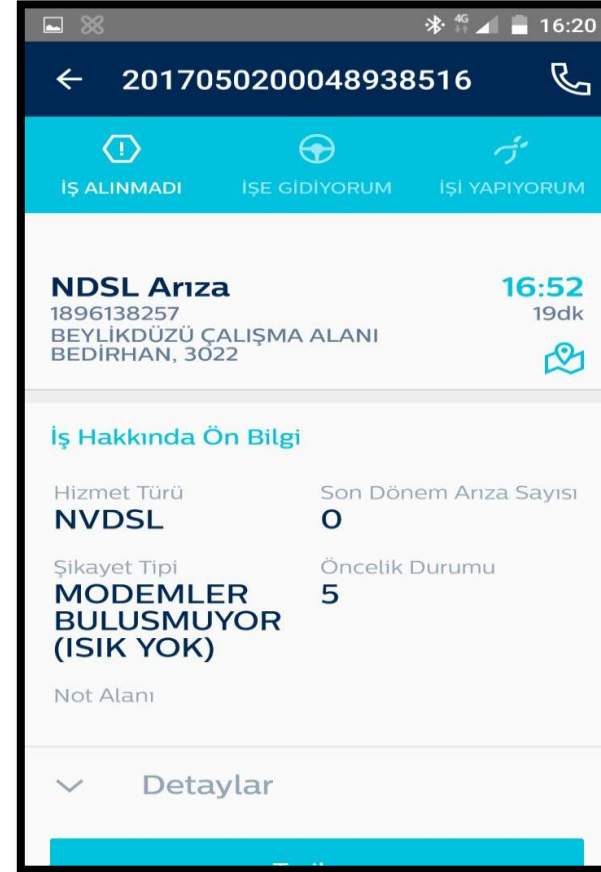 4G 16:20
20170502000489385​16
İŞ ALINMADI İŞE GİDİYORUM İŞİ YAPIYORUM
NDSL Arıza 16:52
1896138257 19dk
BEYLİKDÜZÜ ÇALIŞMA ALANI
BEDİRHAN, 3022
İş Hakkında Ön Bilgi
Hizmet Türü Son Dönem Arıza Sayısı
NVDSL 0
Şikayet Tipi Öncelik Durumu
MODEMLER 5
BULUSMUYOR
(ISIK YOK)
Not Alanı
Detaylar